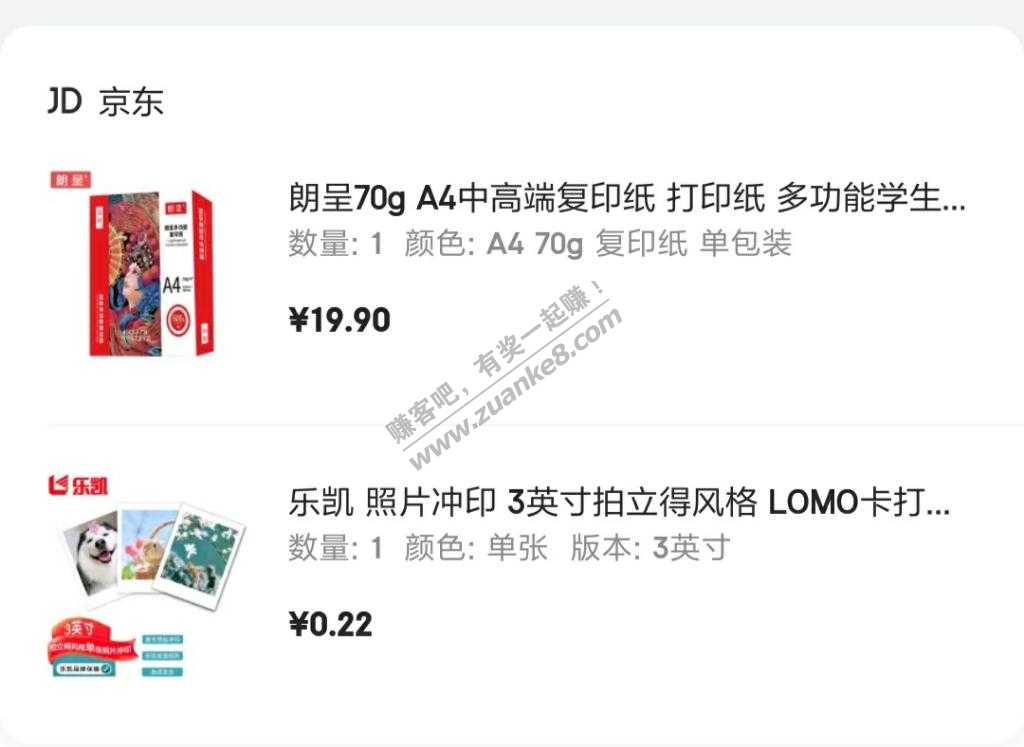 JD 京东
朗呈
朗呈70g A4中高端复印纸 打印纸 多功能学生...
数量: 1 颜色: A4 70g 复印纸 单包装
A4
¥19.90
赚客吧，有奖一起赚！
www.zuanke8.com
乐凯
乐凯 照片冲印 3英寸拍立得风格 LOMO卡打...
数量: 1 颜色: 单张 版本: 3英寸
¥0.22
3英寸